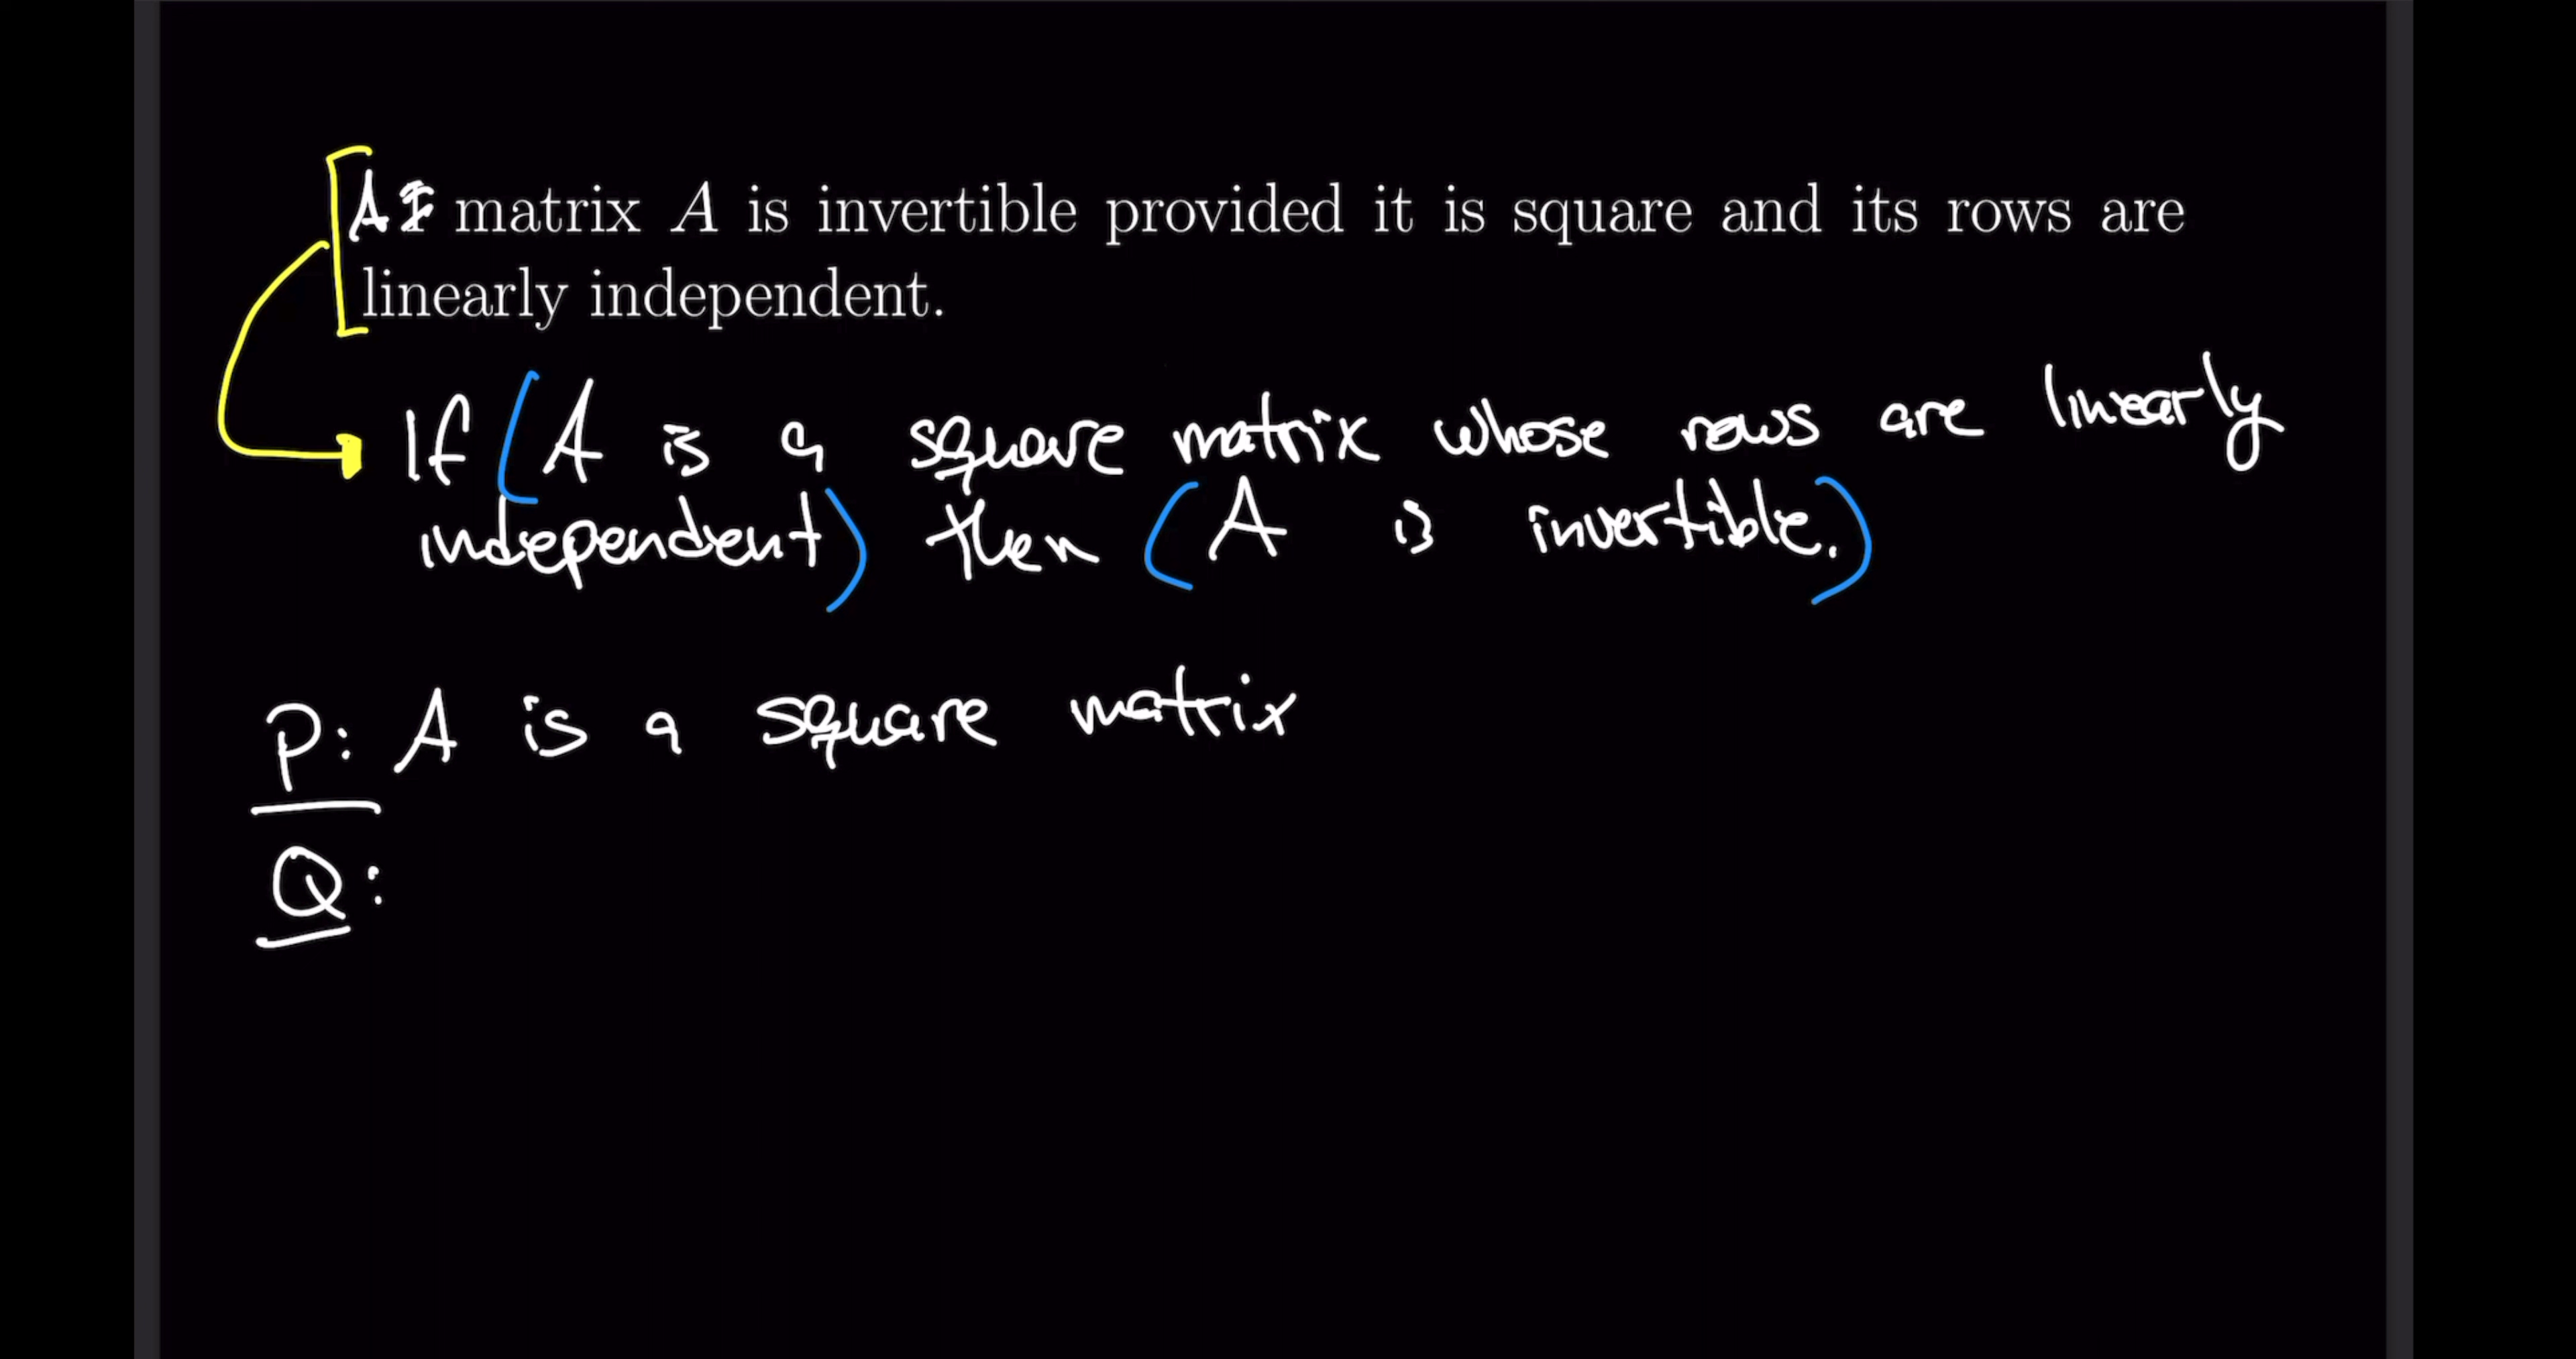 A matrix A is invertible provided it is square and its rows are
linearly independent.
If (A is a square matrix whose rows are linearly
independent) then (A is invertible.)
P: A is a square matrix
Q: